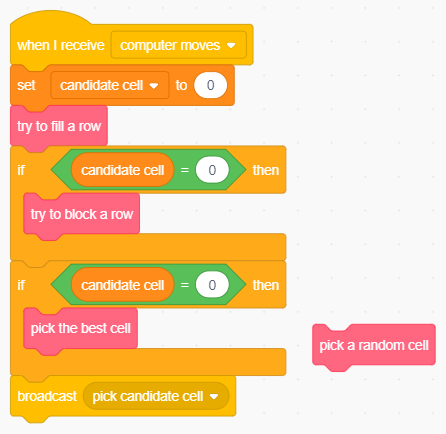 when I receive computer moves
set candidate cell to 0
try to fill a row
if candidate cell = 0 then
try to block a row
if candidate cell = 0 then
pick the best cell
pick a random cell
broadcast pick candidate cell